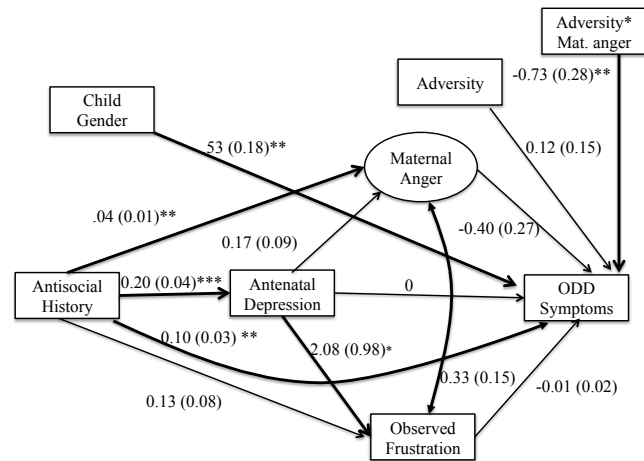 Adversity*
Mat. anger
Adversity
-0.73 (0.28)**
Child
Gender
.53 (0.18)**
0.12 (0.15)
Maternal
Anger
.04 (0.01)**
-0.40 (0.27)
0.17 (0.09)
Antisocial
History
0.20 (0.04)***
Antenatal
Depression
0
ODD
Symptoms
0.10 (0.03) **
2.08 (0.98)*
0.33 (0.15)
-0.01 (0.02)
0.13 (0.08)
Observed
Frustration